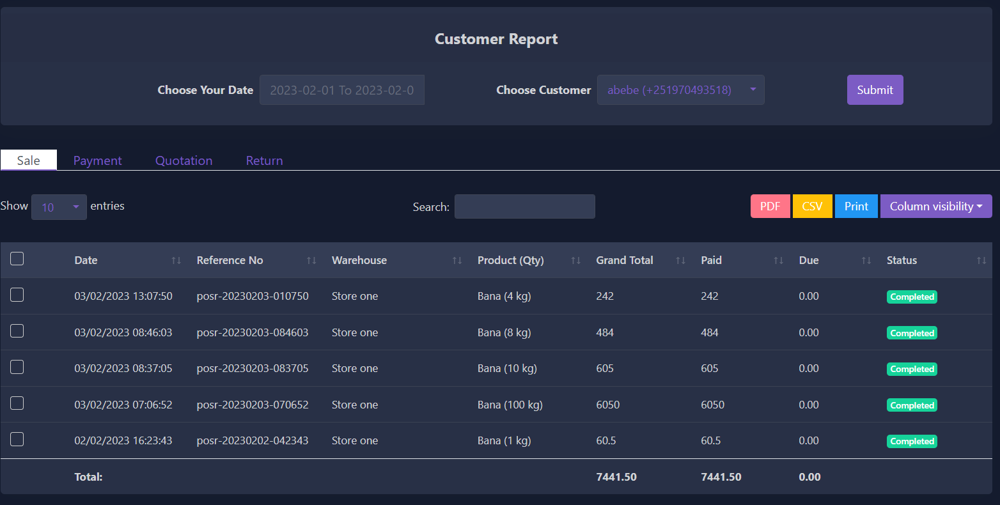 Customer Report
Choose Your Date 2023-02-01 To 2023-02-0 Choose Customer abebe (+251970493518) Submit
Sale Payment Quotation Return
Show 10 entries Search: PDF CSV Print Column visibility
Date Reference No Warehouse Product (Qty) Grand Total Paid Due Status
03/02/2023 13:07:50 posr-20230203-010750 Store one Bana (4 kg) 242 242 0.00 Completed
03/02/2023 08:46:03 posr-20230203-084603 Store one Bana (8 kg) 484 484 0.00 Completed
03/02/2023 08:37:05 posr-20230203-083705 Store one Bana (10 kg) 605 605 0.00 Completed
03/02/2023 07:06:52 posr-20230203-070652 Store one Bana (100 kg) 6050 6050 0.00 Completed
02/02/2023 16:23:43 posr-20230202-042343 Store one Bana (1 kg) 60.5 60.5 0.00 Completed
Total: 7441.50 7441.50 0.00